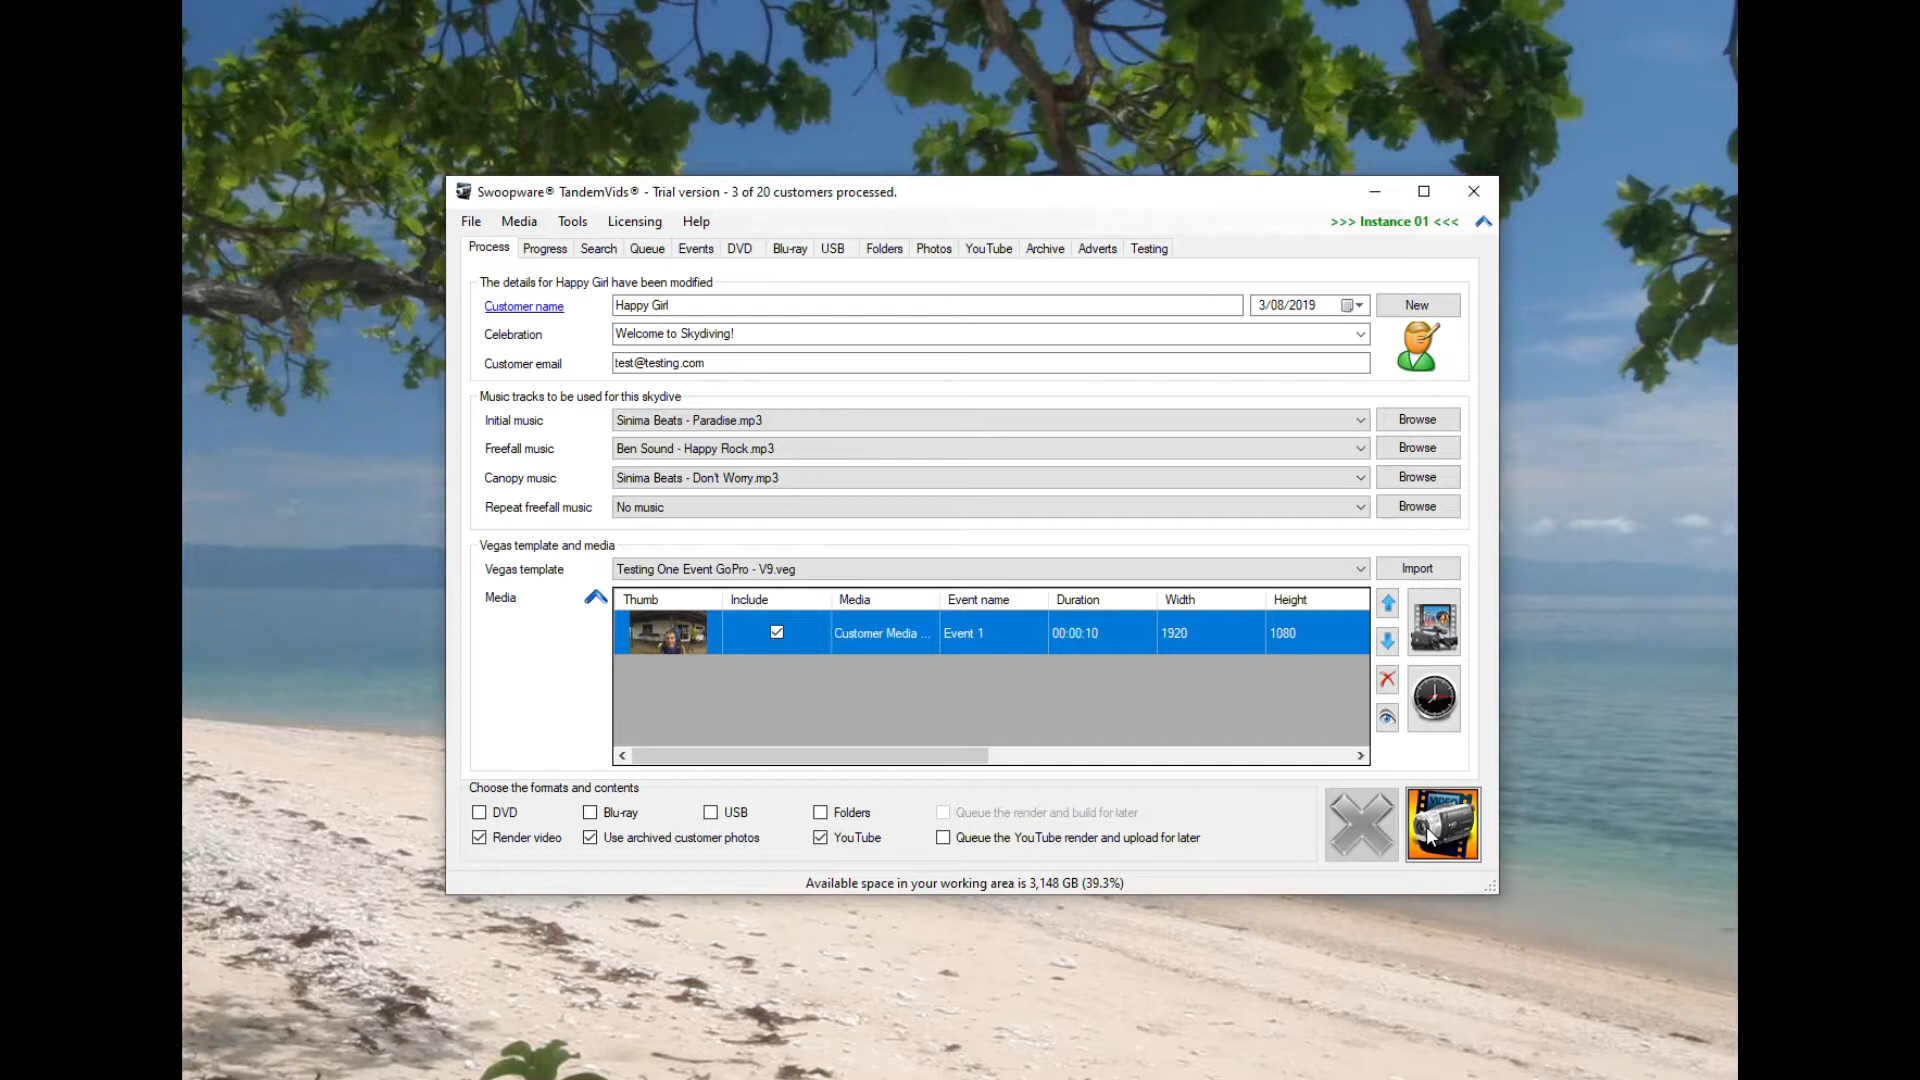 Swoopware® TandemVids® - Trial version - 3 of 20 customers processed.
File Media Tools Licensing Help >>> Instance 01 <<<
Process Progress Search Queue Events DVD Blu-ray USB Folders Photos YouTube Archive Adverts Testing
The details for Happy Girl have been modified
Customer name Happy Girl 3/08/2019 New
Celebration Welcome to Skydiving!
Customer email test@testing.com
Music tracks to be used for this skydive
Initial music Sinima Beats - Paradise.mp3 Browse
Freefall music Ben Sound - Happy Rock.mp3 Browse
Canopy music Sinima Beats - Don't Worry.mp3 Browse
Repeat freefall music No music Browse
Vegas template and media
Vegas template Testing One Event GoPro - V9.veg Import
Media Thumb Include Media Event name Duration Width Height
Customer Media ... Event 1 00:00:10 1920 1080
Choose the formats and contents
DVD Blu-ray USB Folders Queue the render and build for later
Render video Use archived customer photos YouTube Queue the YouTube render and upload for later
VIDEO
Available space in your working area is 3,148 GB (39.3%)